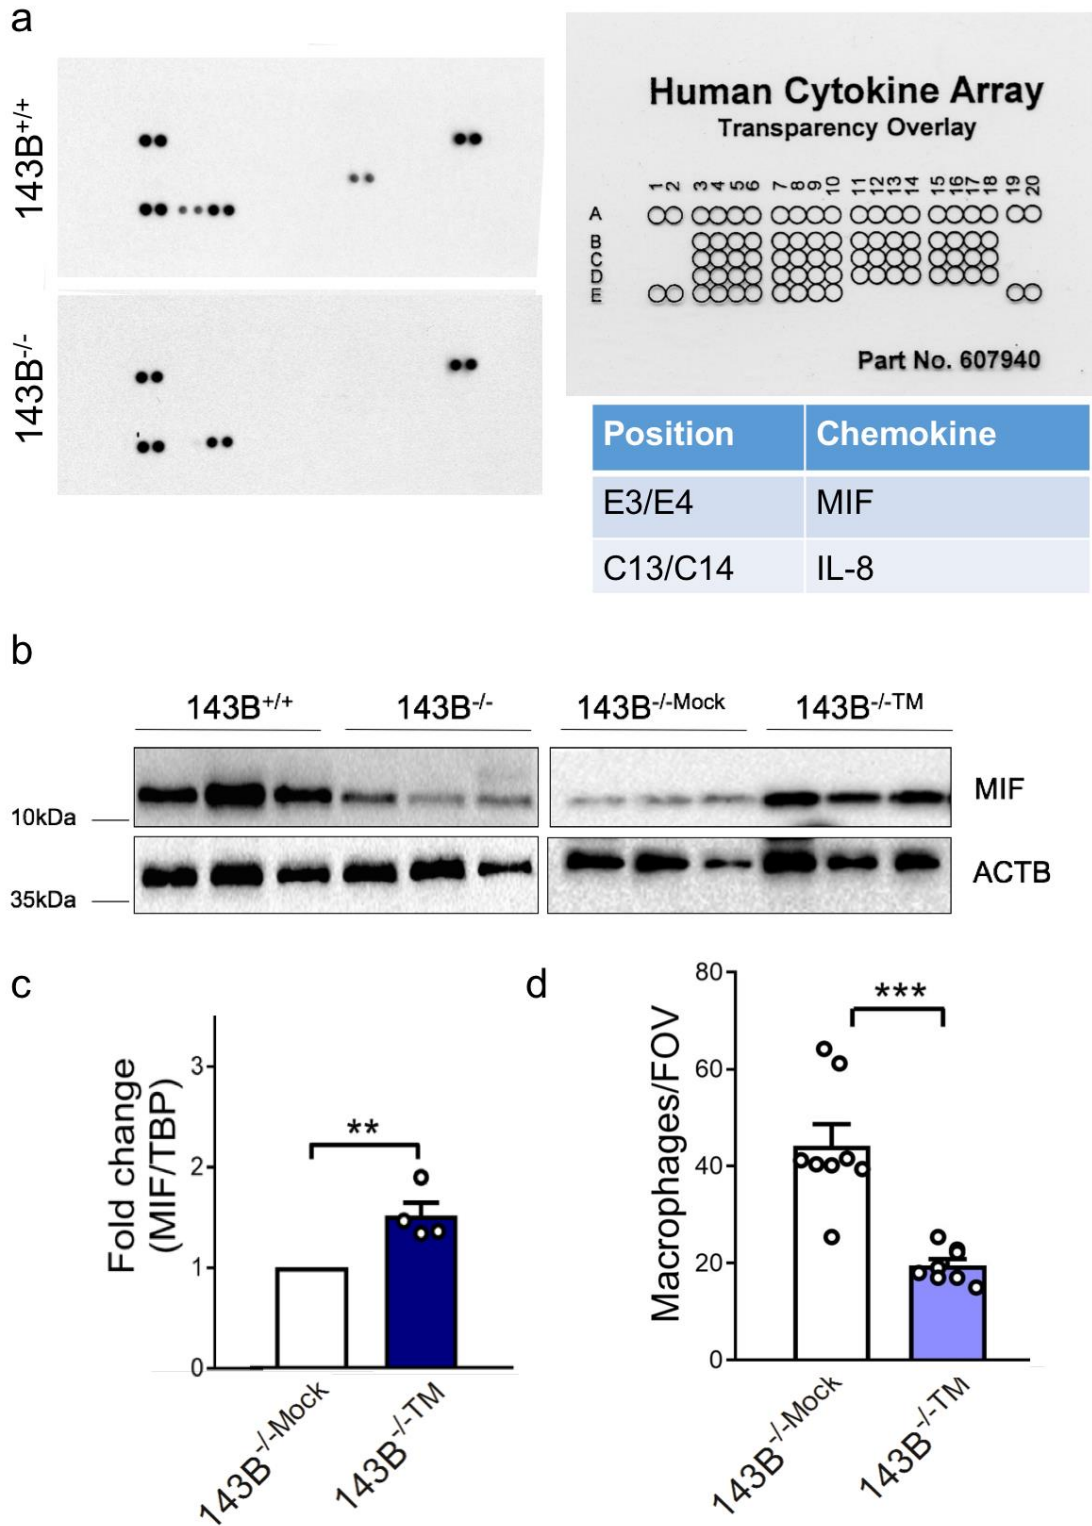 a
143B+/+
143B-/-
Human Cytokine Array
Transparency Overlay
1 2 3 4 5 6 7 8 9 10 11 12 13 14 15 16 17 18 19 20
A
B
C
D
E
Part No. 607940
Position Chemokine
E3/E4 MIF
C13/C14 IL-8
b
143B+/+ 143B-/- 143B-/-Mock 143B-/-TM
MIF
10kDa
ACTB
35kDa
c
Fold change
(MIF/TBP)
3
2
1
0
**
143B-/-Mock
143B-/-TM
d
Macrophages/FOV
80
60
40
20
0
***
143B-/-Mock
143B-/-TM